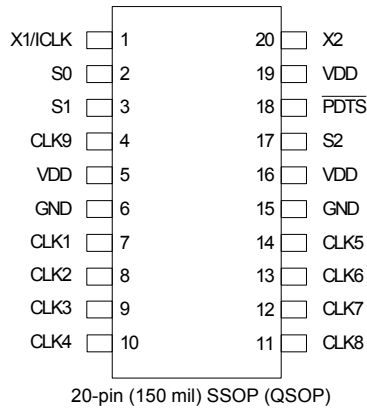 X1/ICLK 1 20 X2
S0 2 19 VDD
S1 3 18 PDTS
CLK9 4 17 S2
VDD 5 16 VDD
GND 6 15 GND
CLK1 7 14 CLK5
CLK2 8 13 CLK6
CLK3 9 12 CLK7
CLK4 10 11 CLK8
20-pin (150 mil) SSOP (QSOP)